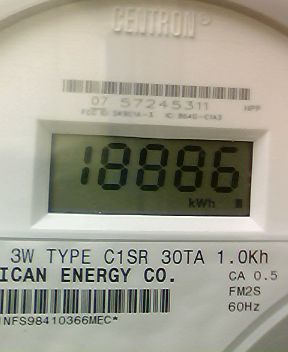 CENTRON
07 57245311
HPP
18886
kWh
3W TYPE C1SR 30TA 1.0Kh
ICAN ENERGY CO.
CA 0.5
FM2S
60Hz
NFS98410366MEC*